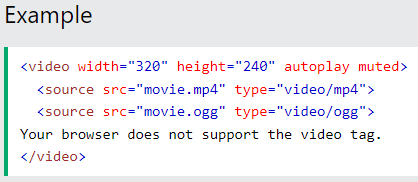 Example
<video width="320" height="240" autoplay muted>
<source src="movie.mp4" type="video/mp4">
<source src="movie.ogg" type="video/ogg">
Your browser does not support the video tag.
</video>